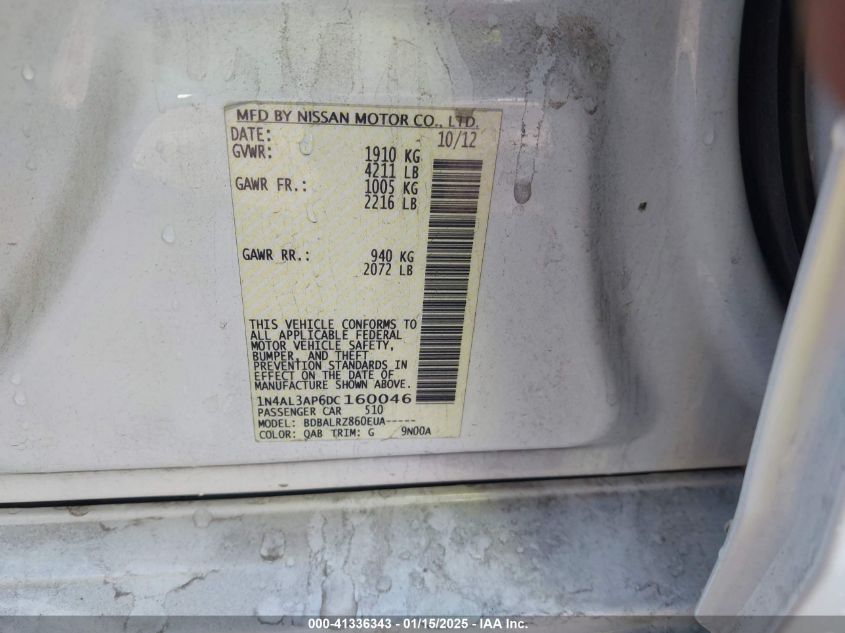 MFD BY NISSAN MOTOR CO., LTD.
DATE: 10/12
GVWR: 1910 KG
4211 LB
GAWR FR.: 1005 KG
2216 LB
GAWR RR.: 940 KG
2072 LB
THIS VEHICLE CONFORMS TO
ALL APPLICABLE FEDERAL
MOTOR VEHICLE SAFETY,
BUMPER, AND THEFT
PREVENTION STANDARDS IN
EFFECT ON THE DATE OF
MANUFACTURE SHOWN ABOVE.
1N4AL3AP6DC160046
PASSENGER CAR 510
MODEL: BDBALRZ860EUA-----
COLOR: QAB TRIM: G 9N00A
000-41336343 - 01/15/2025 - IAA Inc.